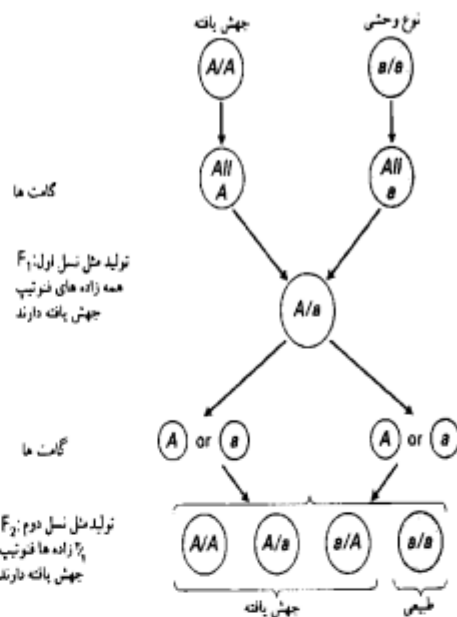 جهش یافته
نوع وحشی
A/A
a/a
All
A
All
a
گامت ها
تولید مثل نسل اول: F₁
همه زاده های فنوتیپ
جهش یافته دارند
A/a
گامت ها
A or a
A or a
تولید مثل نسل دوم: F₂
¾ زاده ها فنوتیپ
جهش یافته دارند
A/A
A/a
a/A
a/a
جهش یافته
طبیعی